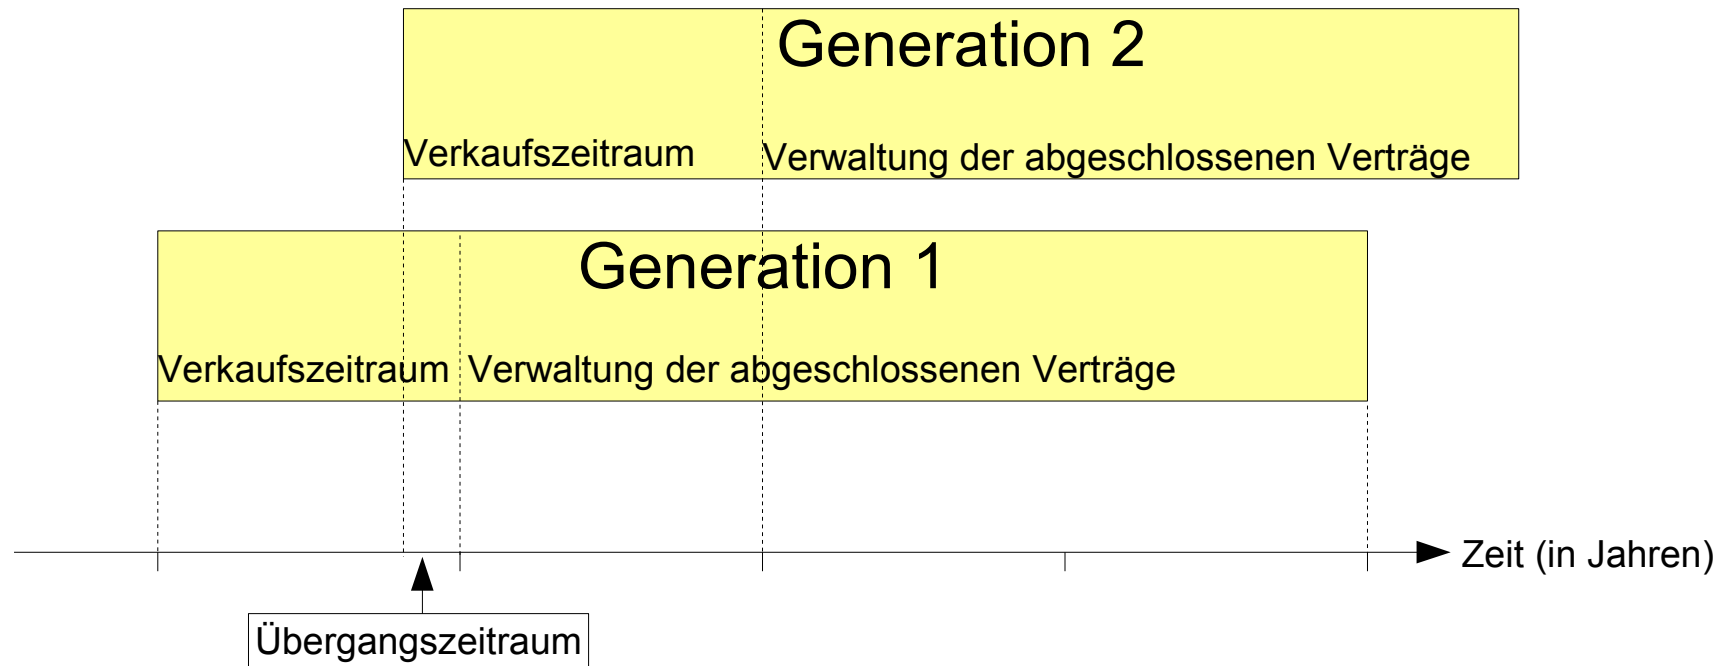 Generation 2
Verkaufszeitraum
Verwaltung der abgeschlossenen Verträge
Generation 1
Verkaufszeitraum
Verwaltung der abgeschlossenen Verträge
Zeit (in Jahren)
Übergangszeitraum